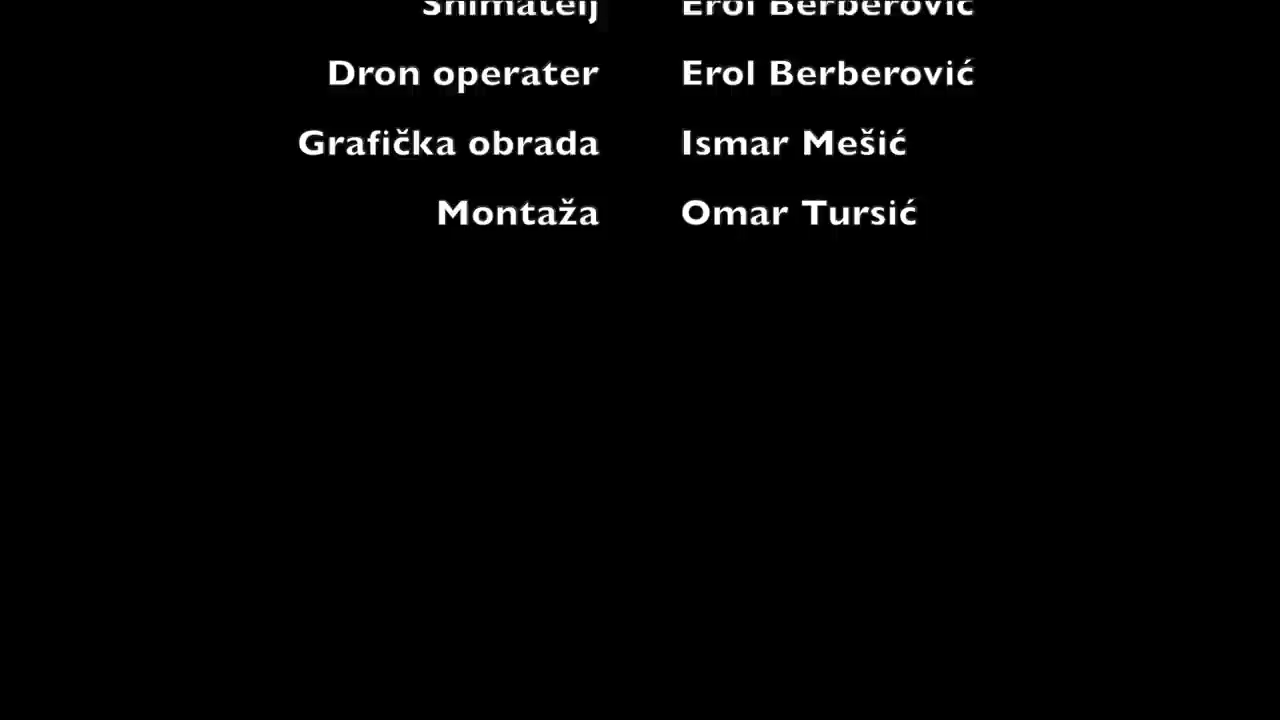 Snimatelj Erol Berberović
Dron operater Erol Berberović
Grafička obrada Ismar Mešić
Montaža Omar Tursić